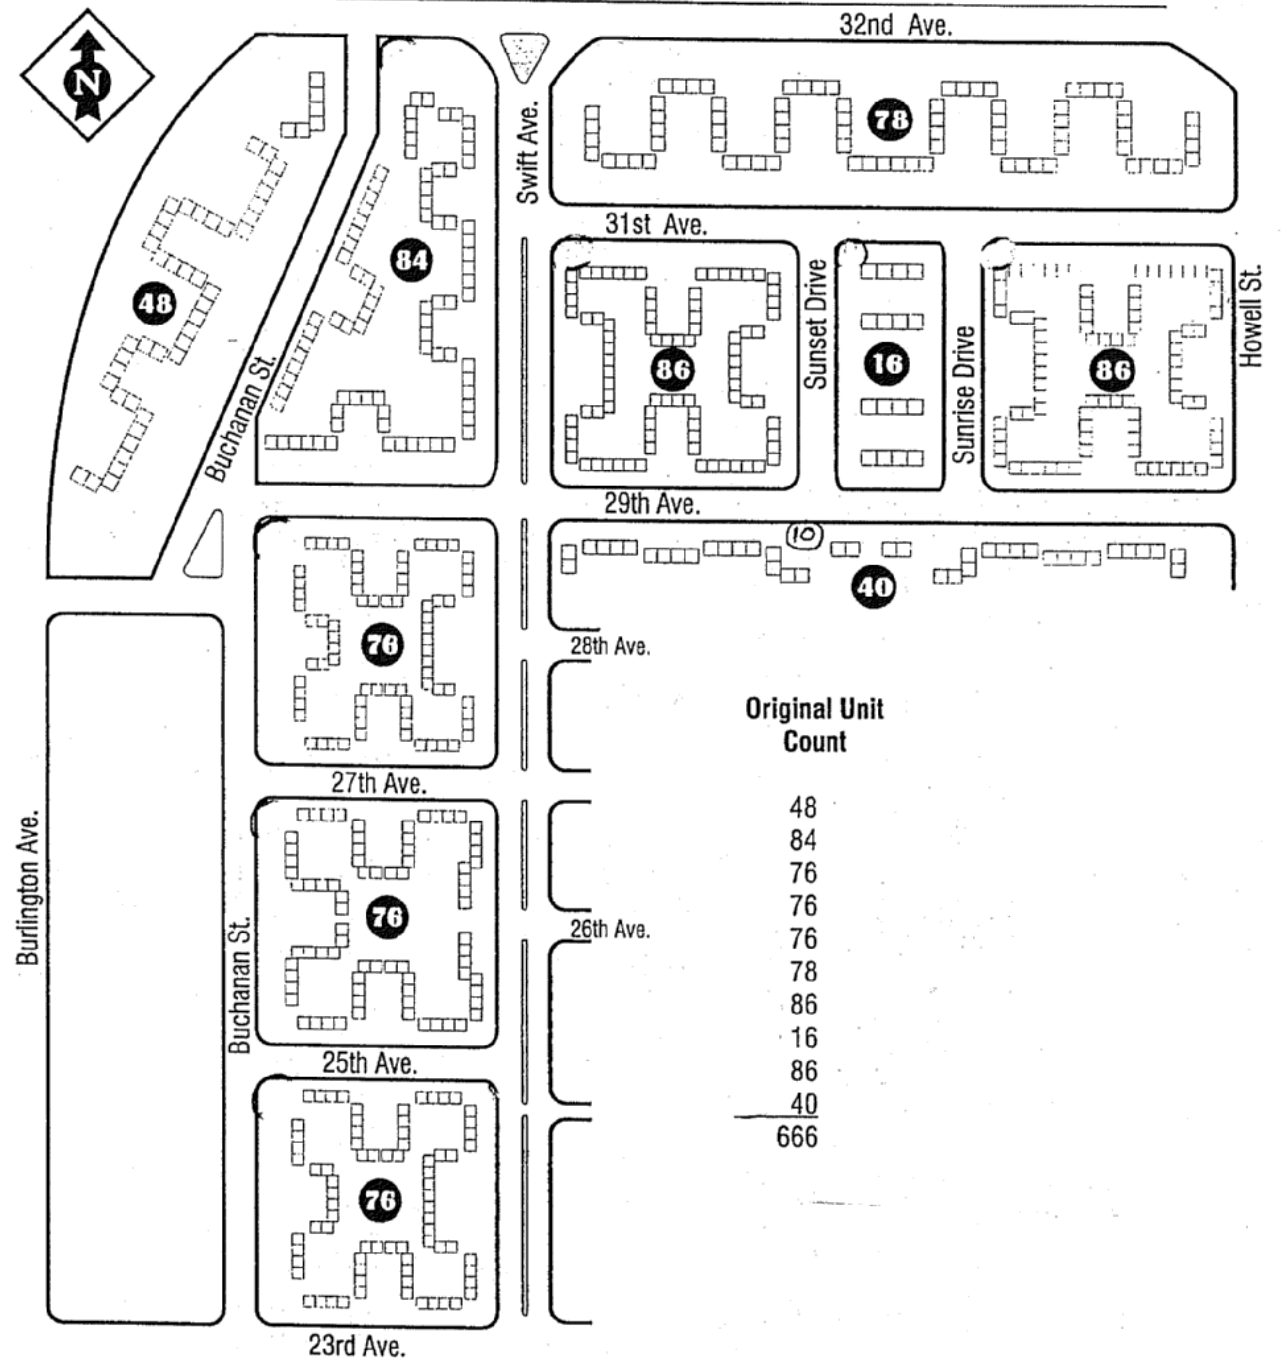 32nd Ave.
N
Swift Ave.
78
31st Ave.
84
48
Sunset Drive
Howell St.
86
16
86
Sunrise Drive
Buchanan St.
29th Ave.
10
40
76
28th Ave.
Original Unit
Count
27th Ave.
48
84
76
76
76
78
86
16
86
40
666
Burlington Ave.
Buchanan St.
76
26th Ave.
25th Ave.
76
23rd Ave.